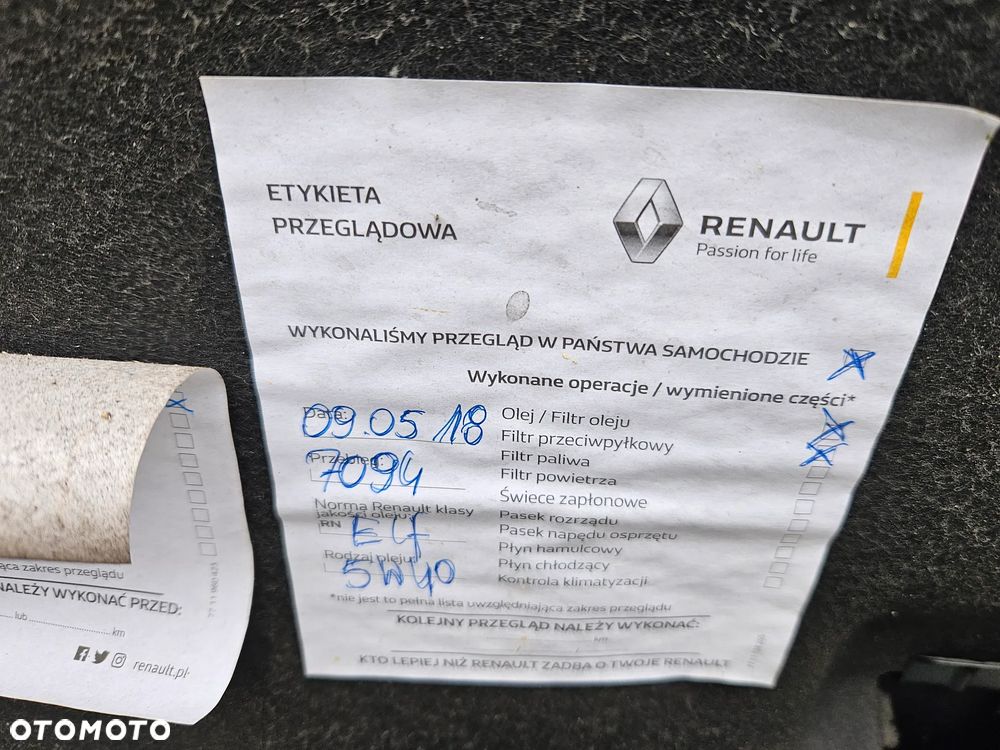 ETYKIETA
PRZEGLĄDOWA
RENAULT
Passion for life
WYKONALIŚMY PRZEGLĄD W PAŃSTWA SAMOCHODZIE
Wykonane operacje / wymienione części*
Data:
09.05 18
Przebieg:
7094
Norma Renault klasy
jakości oleju:
RN
Elf
Rodzaj oleju:
5W40
Olej / Filtr oleju
Filtr przeciwpyłkowy
Filtr paliwa
Filtr powietrza
Świece zapłonowe
Pasek rozrządu
Pasek napędu osprzętu
Płyn hamulcowy
Płyn chłodzący
Kontrola klimatyzacji
*nie jest to pełna lista uwzględniająca zakres przeglądu
KOLEJNY PRZEGLĄD NALEŻY WYKONAĆ:
km
KTO LEPIEJ NIŻ RENAULT ZADBA O TWOJE RENAULT
ąca zakres przeglądu
NALEŻY WYKONAĆ PRZED:
lub km
renault.pl
OTOMOTO